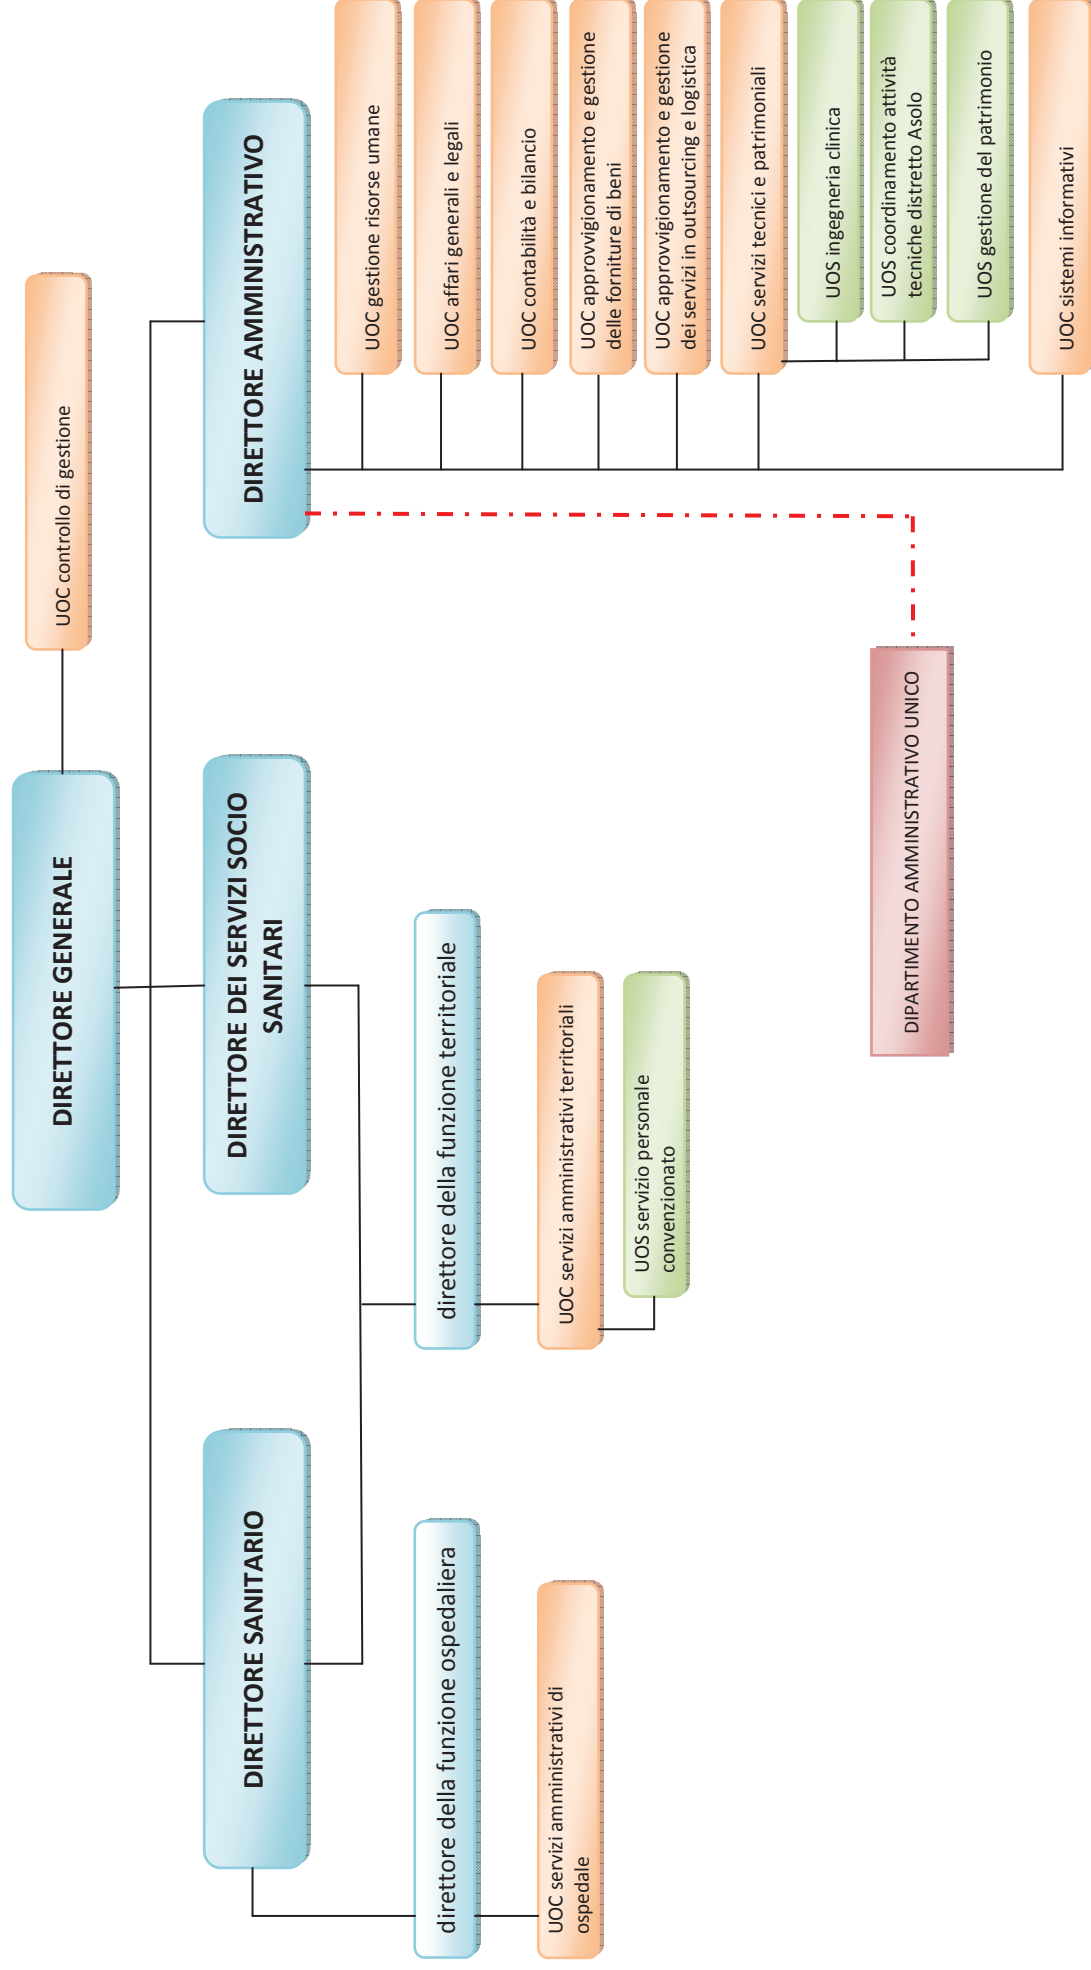 DIRETTORE GENERALE
UOC controllo di gestione
DIRETTORE SANITARIO
DIRETTORE DEI SERVIZI SOCIO
SANITARI
DIRETTORE AMMINISTRATIVO
direttore della funzione ospedaliera
UOC servizi amministrativi di
ospedale
direttore della funzione territoriale
UOC servizi amministrativi territoriali
UOS servizio personale
convenzionato
UOC gestione risorse umane
UOC affari generali e legali
UOC contabilità e bilancio
UOC approvvigionamento e gestione
delle forniture di beni
UOC approvigionamento e gestione
dei servizi in outsourcing e logistica
UOC servizi tecnici e patrimoniali
UOS ingegneria clinica
UOS coordinamento attività
tecniche distretto Asolo
UOS gestione del patrimonio
UOC sistemi informativi
DIPARTIMENTO AMMINISTRATIVO UNICO